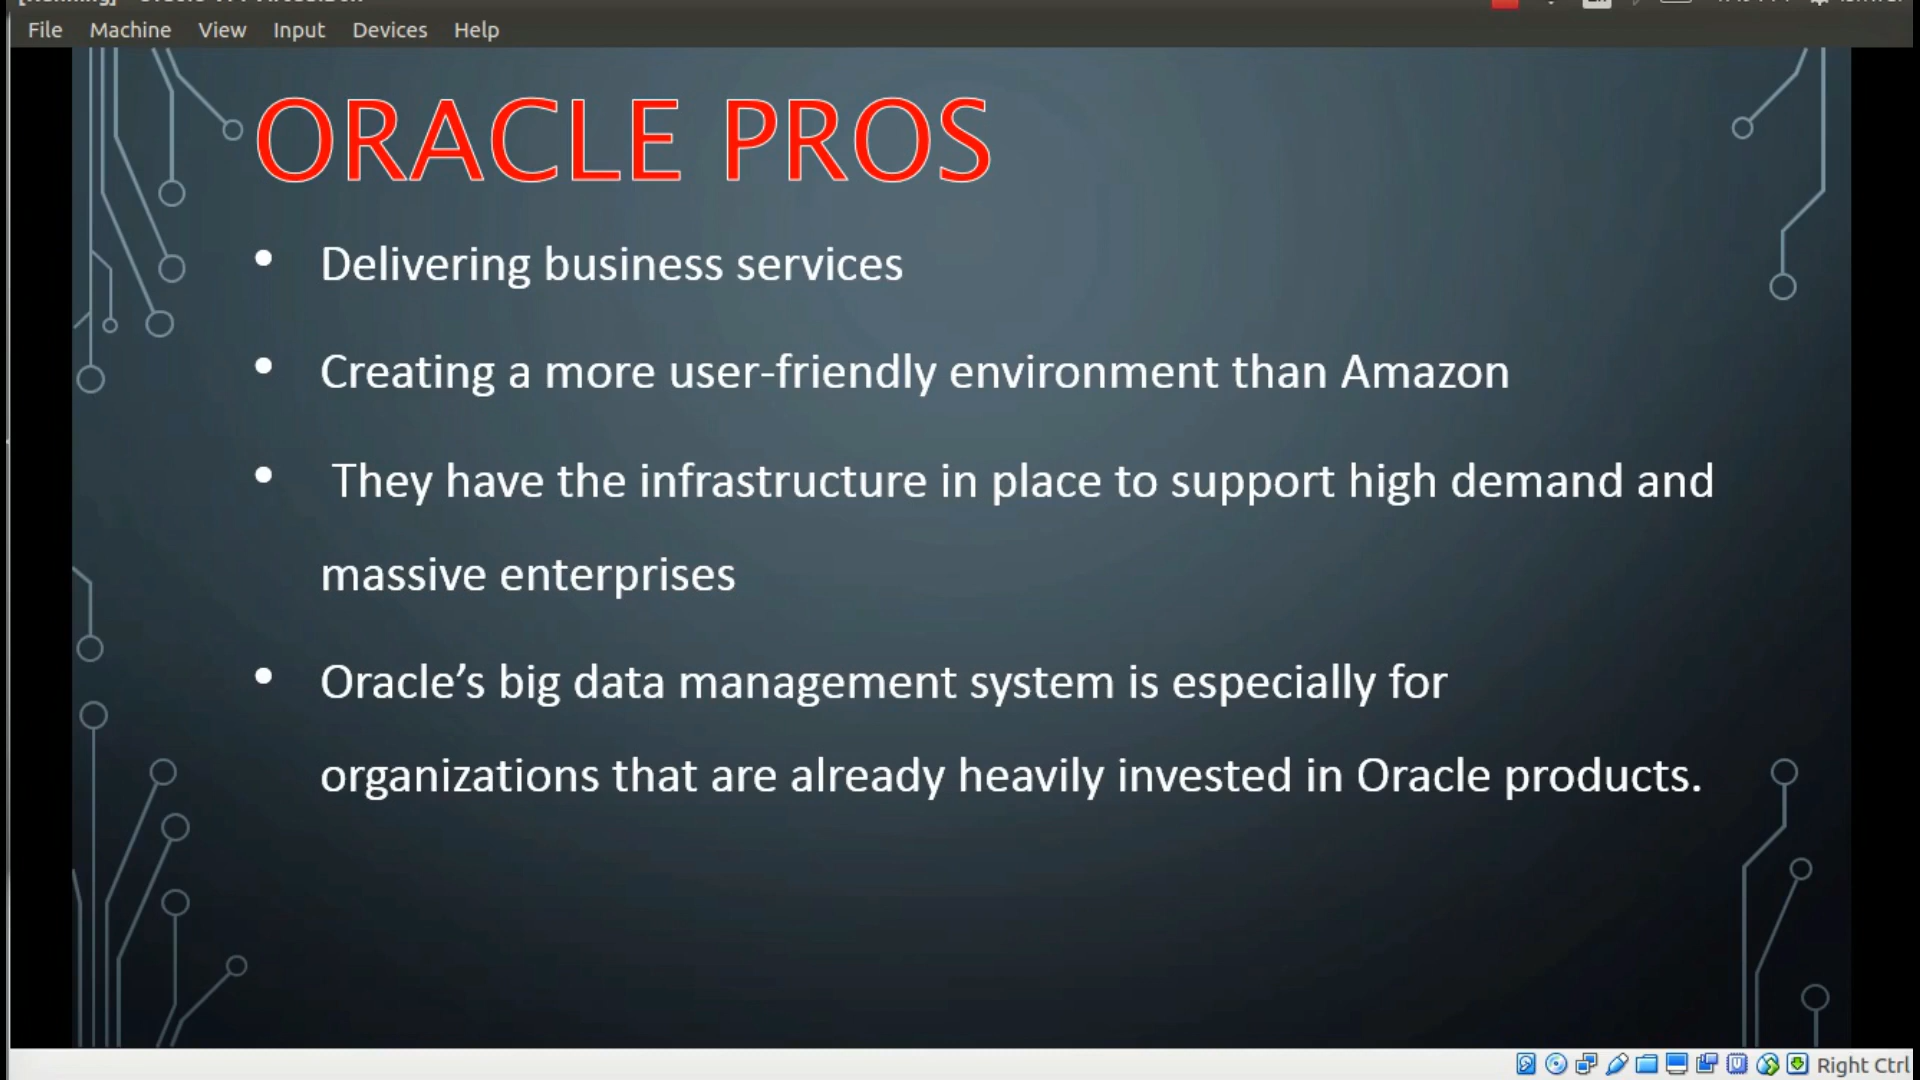 File Machine View Input Devices Help
ORACLE PROS
• Delivering business services
• Creating a more user-friendly environment than Amazon
• They have the infrastructure in place to support high demand and
massive enterprises
• Oracle’s big data management system is especially for
organizations that are already heavily invested in Oracle products.
Right Ctrl